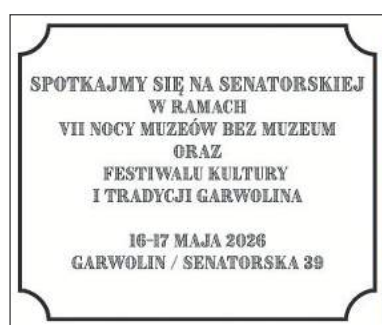 SPOTKAJMY SIĘ NA SENATORSKIEJ
W RAMACH
VII NOCY MUZEÓW BEZ MUZEUM
ORAZ
FESTIWALU KULTURY
I TRADYCJI GARWOLINA
16-17 MAJA 2026
GARWOLIN / SENATORSKA 39